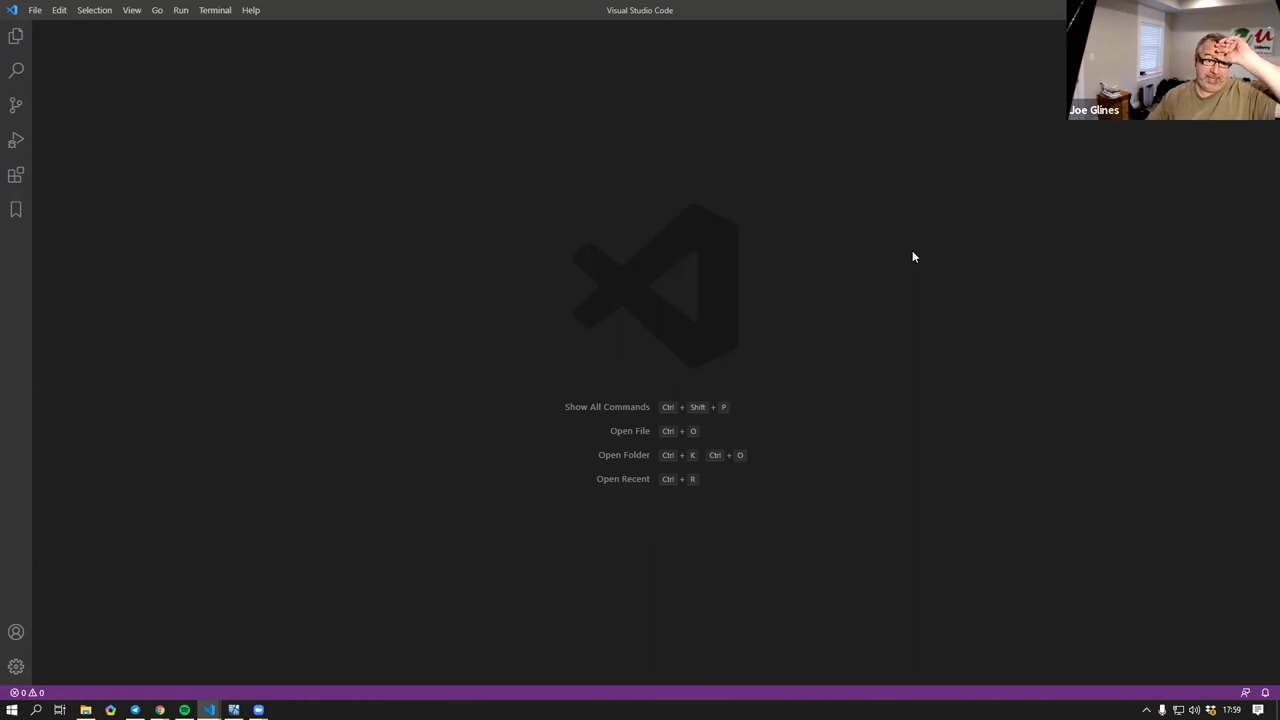 File Edit Selection View Go Run Terminal Help
Visual Studio Code
Udemy
Joe Glines
Show All Commands Ctrl + Shift + P
Open File Ctrl + O
Open Folder Ctrl + K Ctrl + O
Open Recent Ctrl + R
0 0
17:59